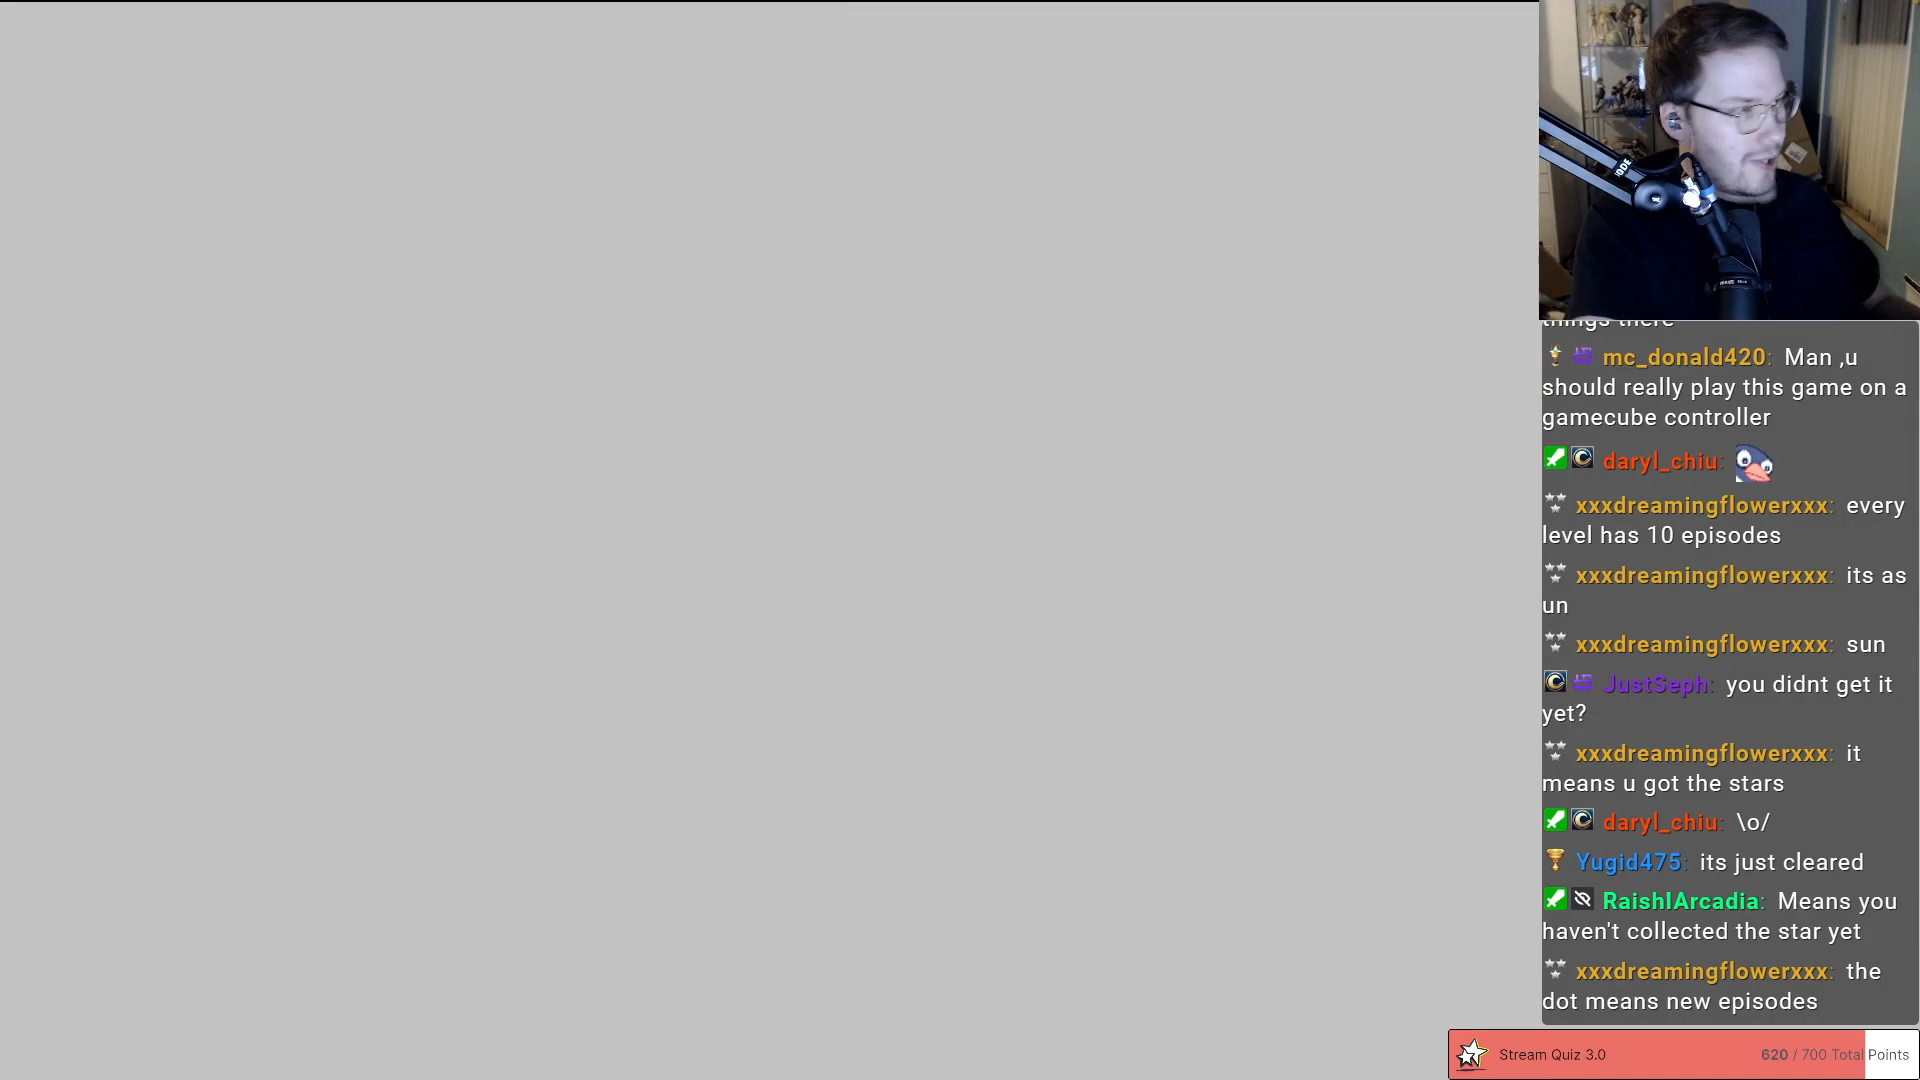 RODE
things there
mc_donald420: Man ,u
should really play this game on a
gamecube controller
daryl_chiu:
xxxdreamingflowerxxx: every
level has 10 episodes
xxxdreamingflowerxxx: its as
un
xxxdreamingflowerxxx: sun
JustSeph: you didnt get it
yet?
xxxdreamingflowerxxx: it
means u got the stars
daryl_chiu: \o/
Yugid475: its just cleared
RaishlArcadia: Means you
haven't collected the star yet
xxxdreamingflowerxxx: the
dot means new episodes
Stream Quiz 3.0 620 / 700 Total Points